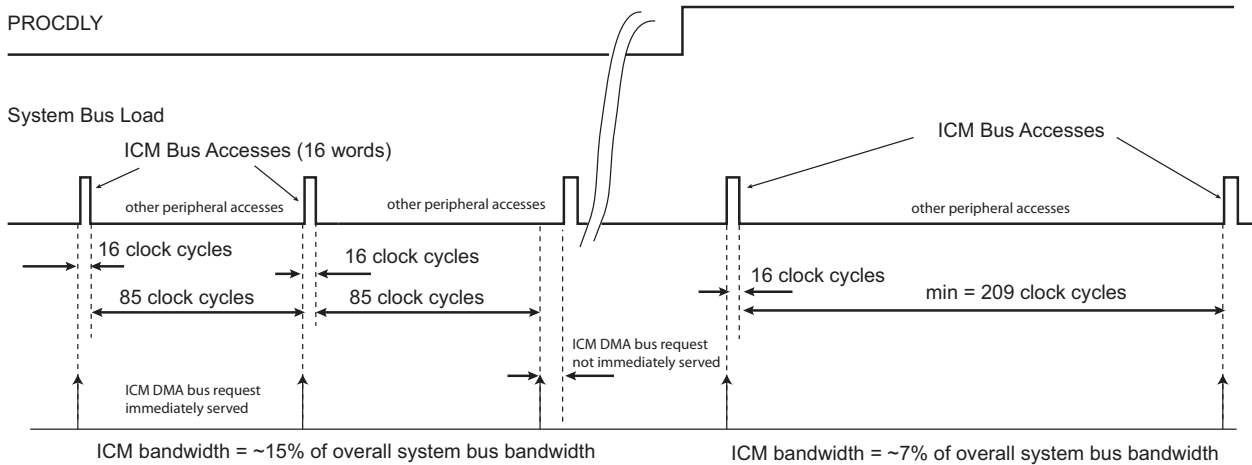 PROCDLY
System Bus Load
ICM Bus Accesses (16 words)
ICM Bus Accesses
other peripheral accesses
other peripheral accesses
other peripheral accesses
16 clock cycles
16 clock cycles
16 clock cycles
85 clock cycles
85 clock cycles
min = 209 clock cycles
ICM DMA bus request
not immediately served
ICM DMA bus request
immediately served
ICM bandwidth = ~15% of overall system bus bandwidth
ICM bandwidth = ~7% of overall system bus bandwidth